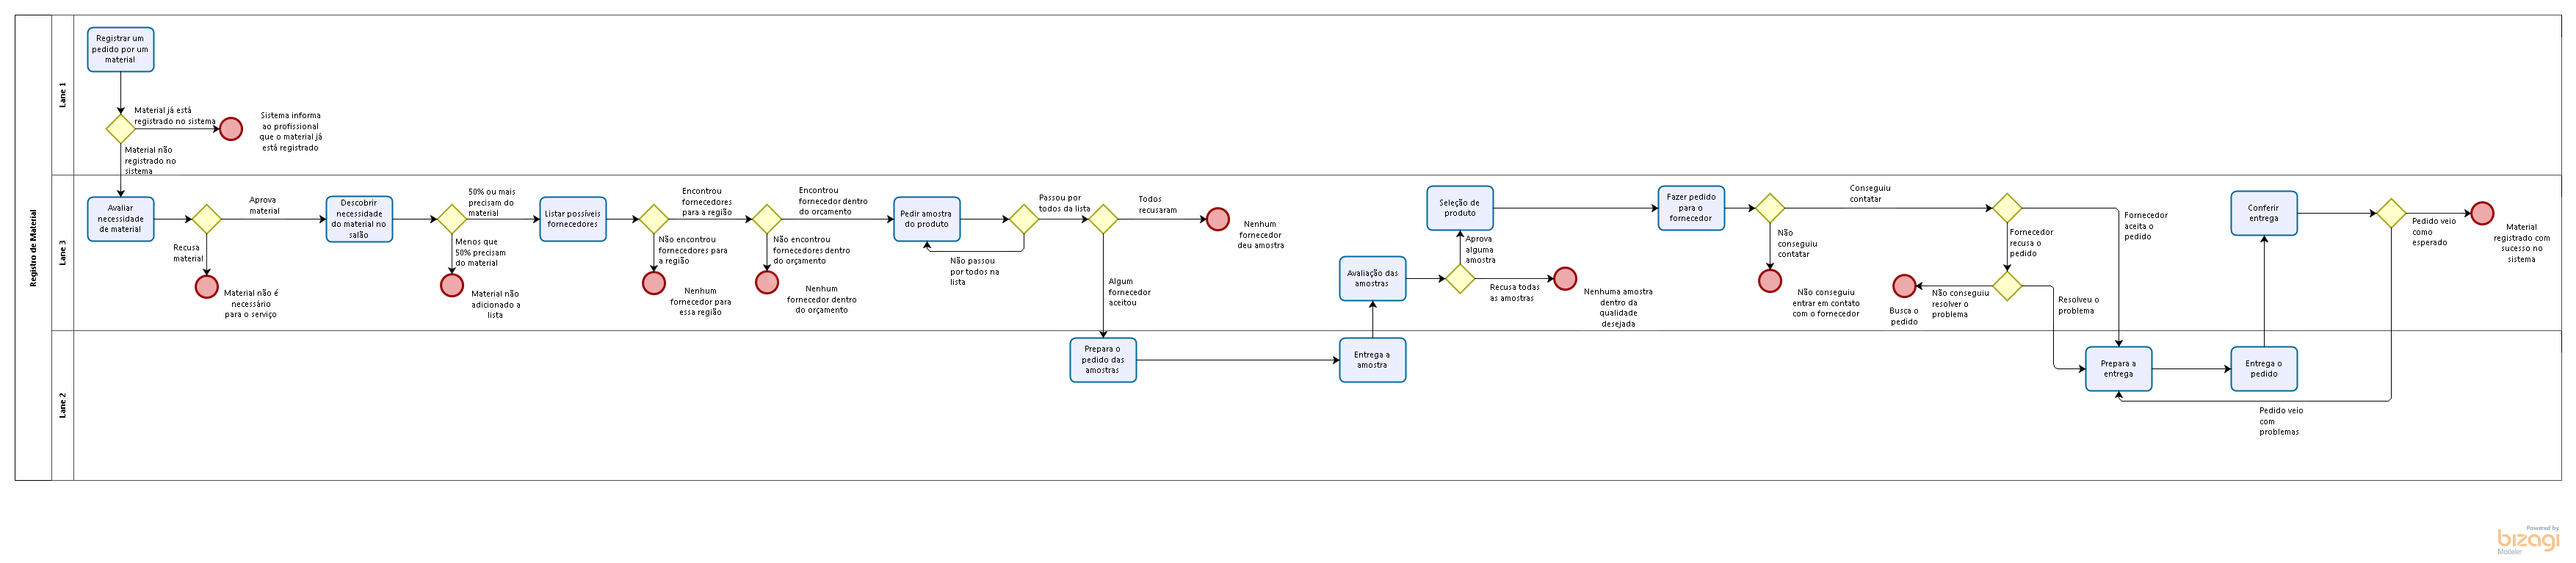 Registro de Material
Lane 1
Registrar um
pedido por um
material
Material já está
registrado no sistema
Sistema informa
ao profissional
que o material já
está registrado
Material não
registrado no
sistema
Lane 3
Avaliar
necessidade
de material
Aprova
material
Recusa
material
Material não é
necessário
para o serviço
Descobrir
necessidade
do material no
salão
50% ou mais
precisam do
material
Menos que
50% precisam
do material
Material não
adicionado a
lista
Listar possíveis
fornecedores
Encontrou
fornecedores
para a região
Não encontrou
fornecedores para
a região
Nenhum
fornecedor para
essa região
Encontrou
fornecedor dentro
do orçamento
Não encontrou
fornecedores dentro
do orçamento
Nenhum
fornecedor dentro
do orçamento
Pedir amostra
do produto
Não passou
por todos na
lista
Passou por
todos da lista
Todos
recusaram
Nenhum
fornecedor
deu amostra
Algum
fornecedor
aceitou
Avaliação das
amostras
Seleção de
produto
Aprova
alguma
amostra
Recusa todas
as amostras
Nenhuma amostra
dentro da
qualidade
desejada
Fazer pedido
para o
fornecedor
Conseguiu
contatar
Não
conseguiu
contatar
Não conseguiu
entrar em contato
com o fornecedor
Fornecedor
recusa o
pedido
Fornecedor
aceita o
pedido
Não conseguiu
resolver o
problema
Busca o
pedido
Resolveu o
problema
Conferir
entrega
Pedido veio
como
esperado
Material
registrado com
sucesso no
sistema
Lane 2
Prepara o
pedido das
amostras
Entrega a
amostra
Prepara a
entrega
Entrega o
pedido
Pedido veio
com
problemas
Powered by
bizagi
Modeler